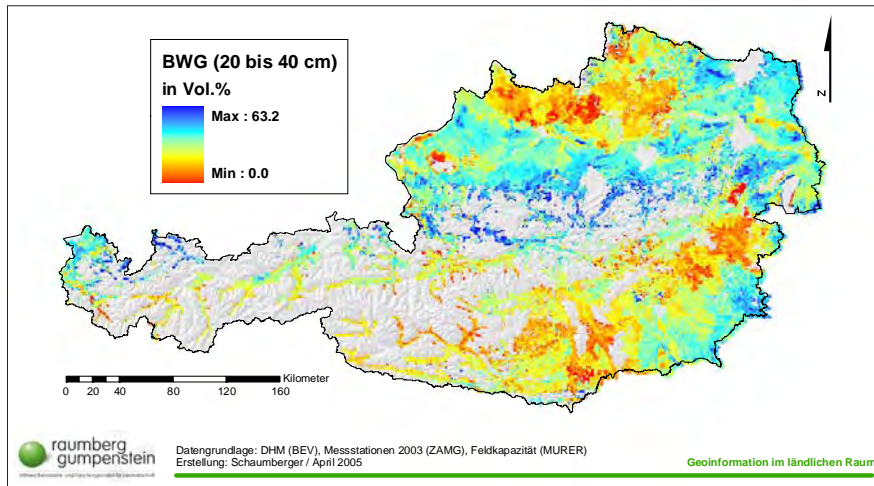 BWG (20 bis 40 cm)
in Vol.%
Max : 63.2
Min : 0.0
N
Kilometer
0 20 40 80 120 160
raumberg
gumpenstein
Datengrundlage: DHM (BEV), Messstationen 2003 (ZAMG), Feldkapazität (MURER)
Erstellung: Schaumberger / April 2005
Geoinformation im ländlichen Raum